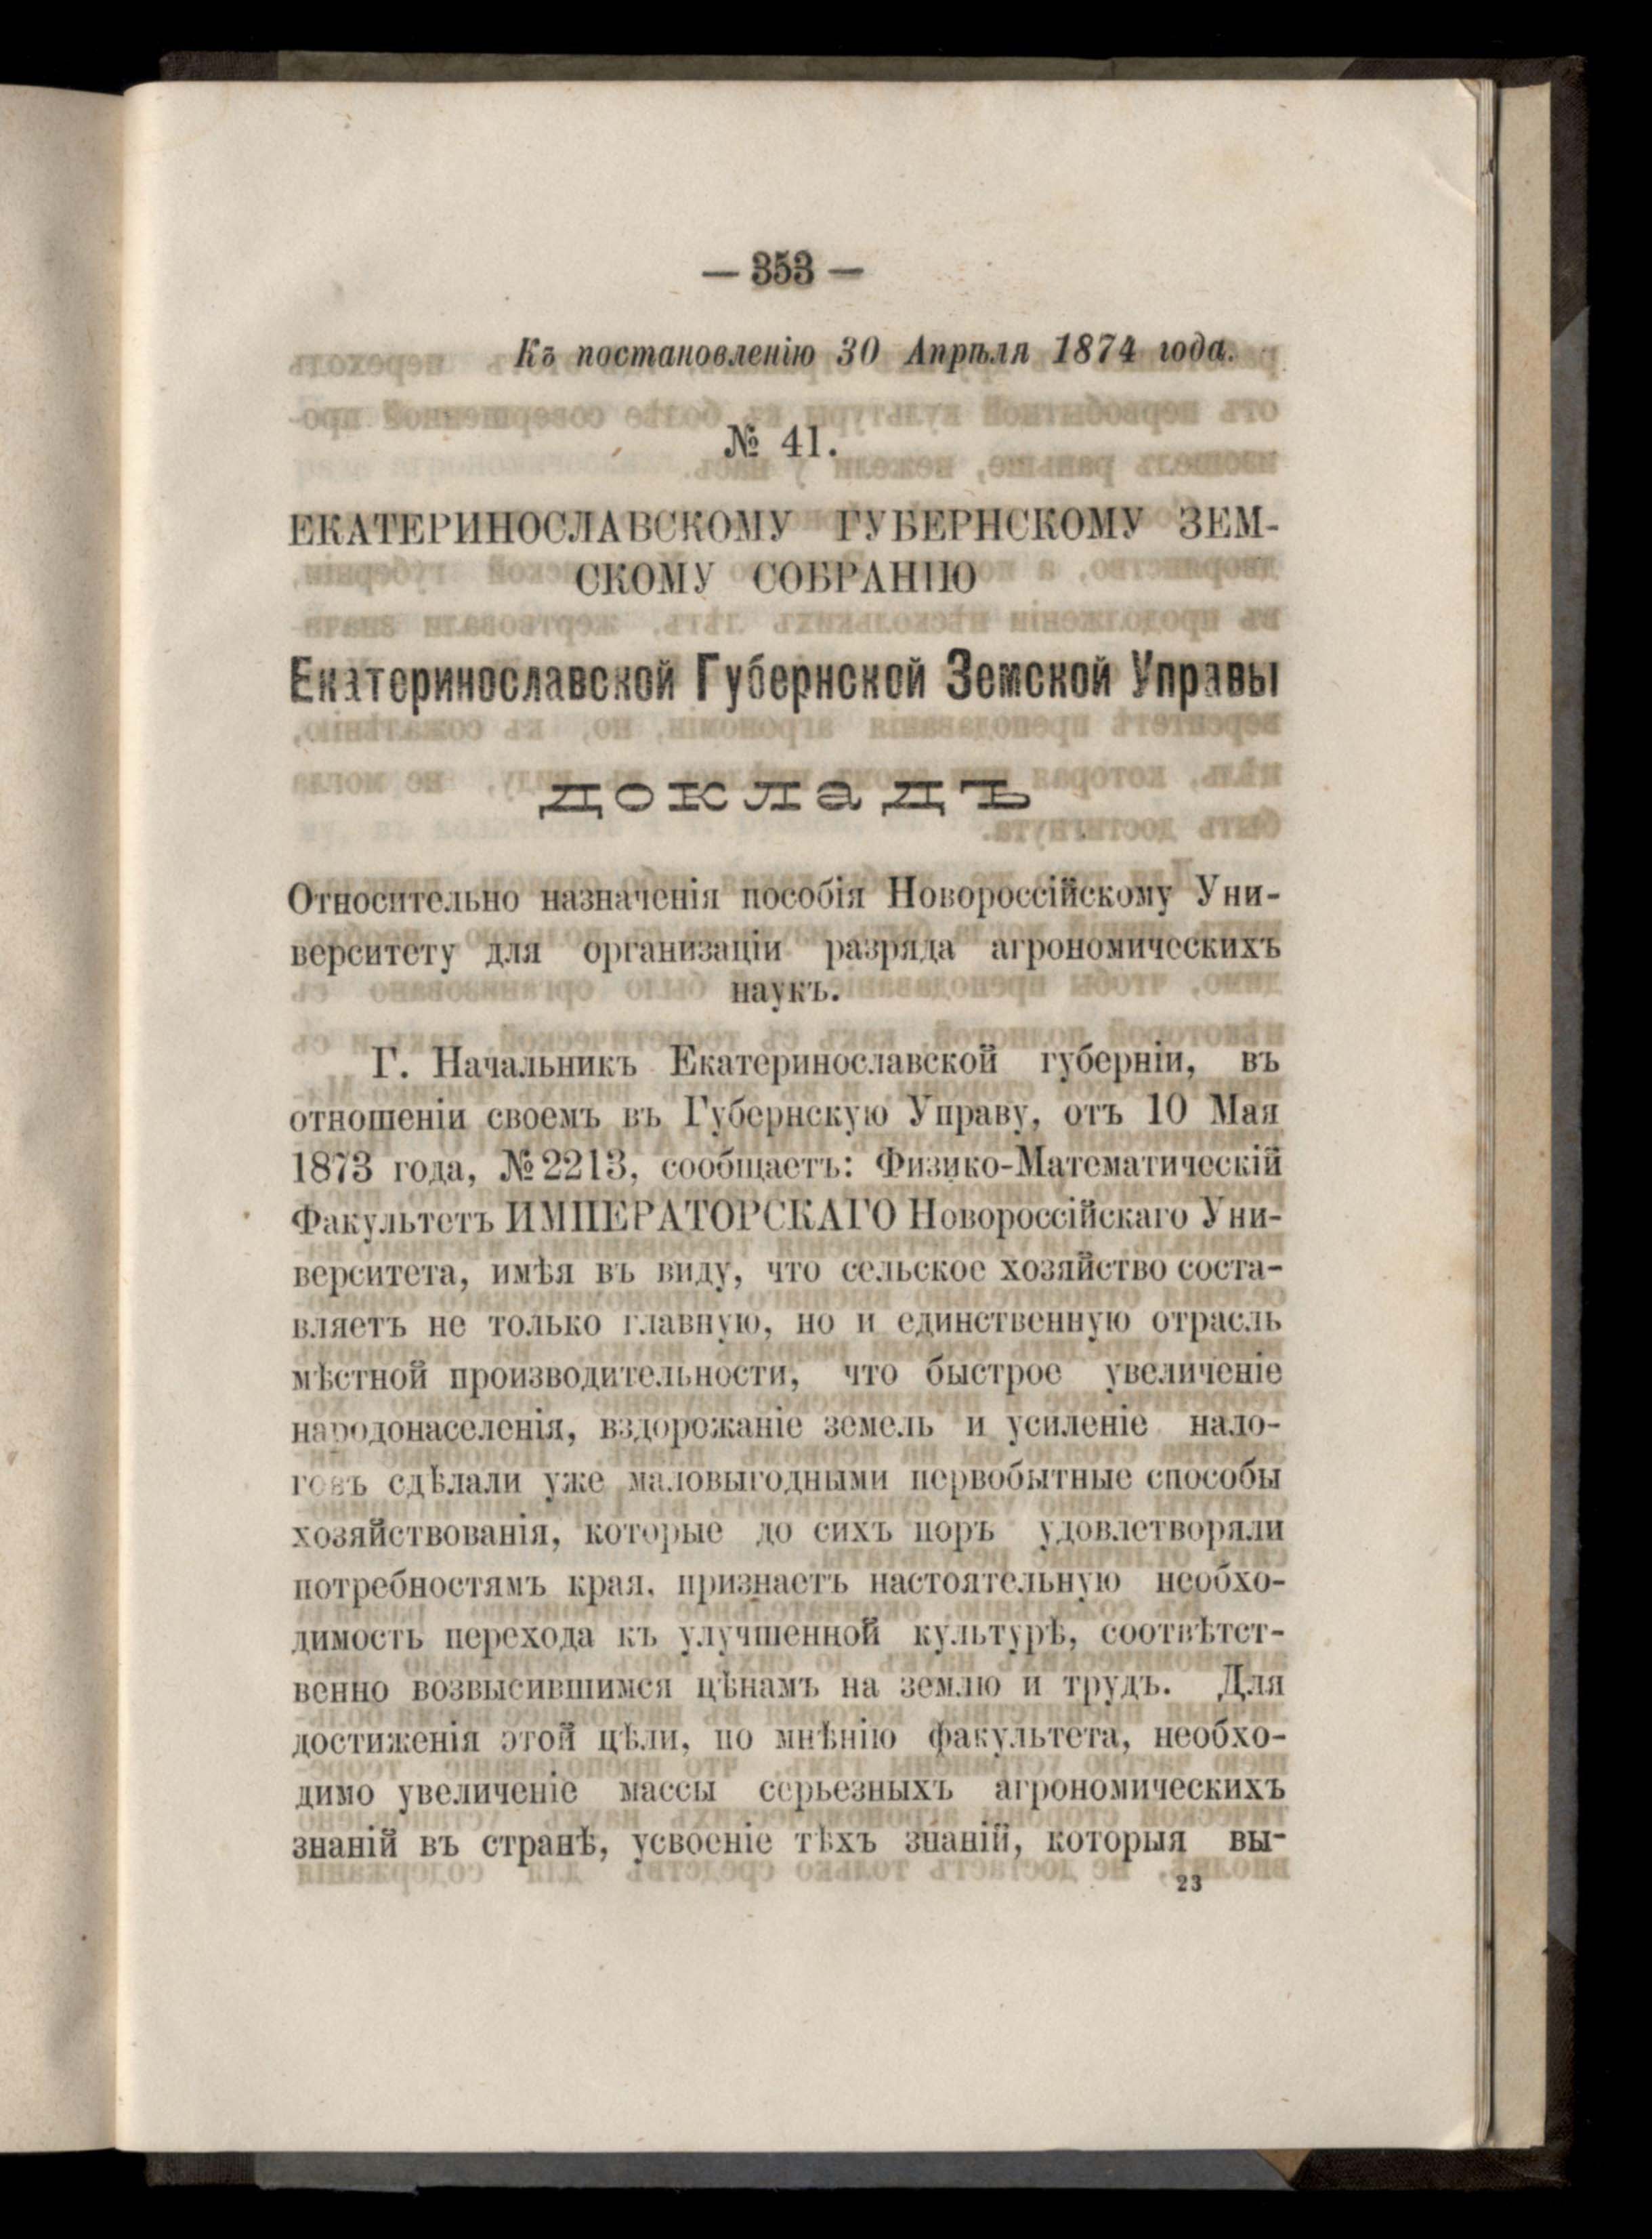 — 353 —
Къ постановленію 30 Апрѣля 1874 года.
№ 41.
ЕКАТЕРИНОСЛАВСКОМУ ГУБЕРНСКОМУ ЗЕМ-
СКОМУ СОБРАНІЮ
Екатеринославской Губернской Земской Управы
ДОКЛАДЪ
Относительно назначенія пособія Новороссійскому Уни-
верситету для организаціи разряда агрономическихъ
наукъ.
Г. Начальникъ Екатеринославской губерніи, въ
отношеніи своемъ въ Губернскую Управу, отъ 10 Мая
1873 года, № 2213, сообщаетъ: Физико-Математическій
Факультетъ ИМПЕРАТОРСКАГО Новороссійскаго Уни-
верситета, имѣя въ виду, что сельское хозяйство соста-
вляетъ не только главную, но и единственную отрасль
мѣстной производительности, что быстрое увеличеніе
народонаселенія, вздорожаніе земель и усиленіе нало-
говъ сдѣлали уже маловыгодными первобытные способы
хозяйствованія, которые до сихъ поръ удовлетворяли
потребностямъ края, признаетъ настоятельную необхо-
димость перехода къ улучшенной культурѣ, соотвѣтст-
венно возвысившимся цѣнамъ на землю и трудъ. Для
достиженія этой цѣли, по мнѣнію факультета, необхо-
димо увеличеніе массы серьезныхъ агрономическихъ
знаній въ странѣ, усвоеніе тѣхъ знаній, которыя вы-
23